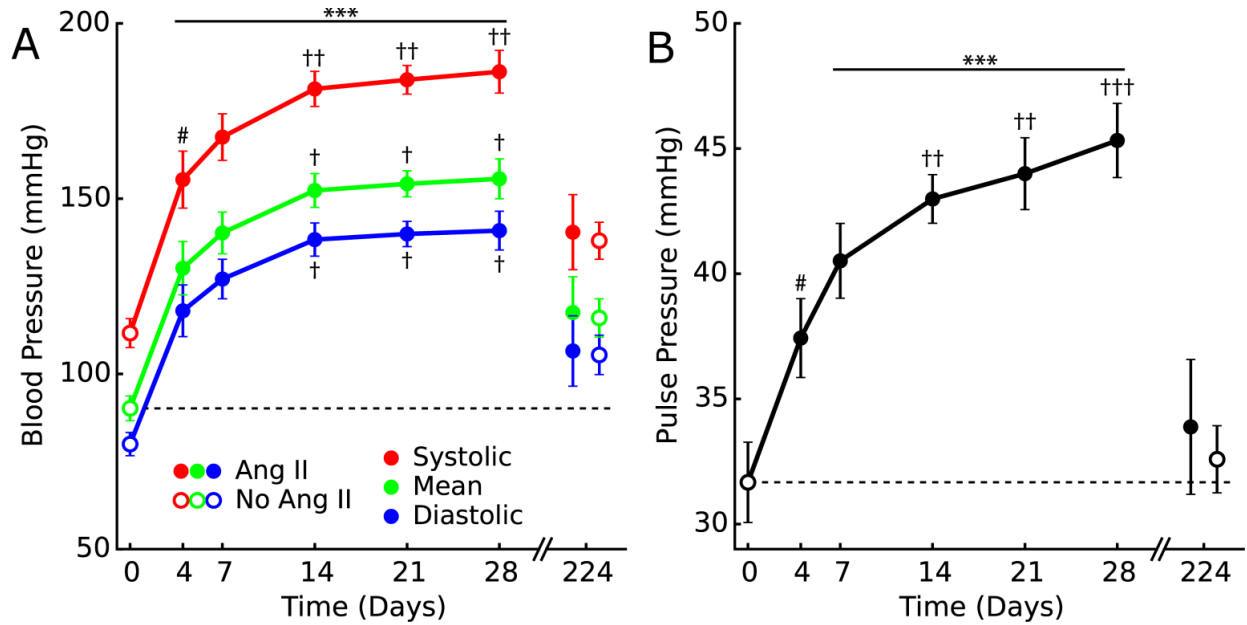 A
Blood Pressure (mmHg)
200
150
100
50
***
#
††
††
††
†
†
†
†
†
†
Ang II
No Ang II
Systolic
Mean
Diastolic
0 4 7 14 21 28 224
Time (Days)
B
Pulse Pressure (mmHg)
50
45
40
35
30
***
#
††
††
†††
0 4 7 14 21 28 224
Time (Days)